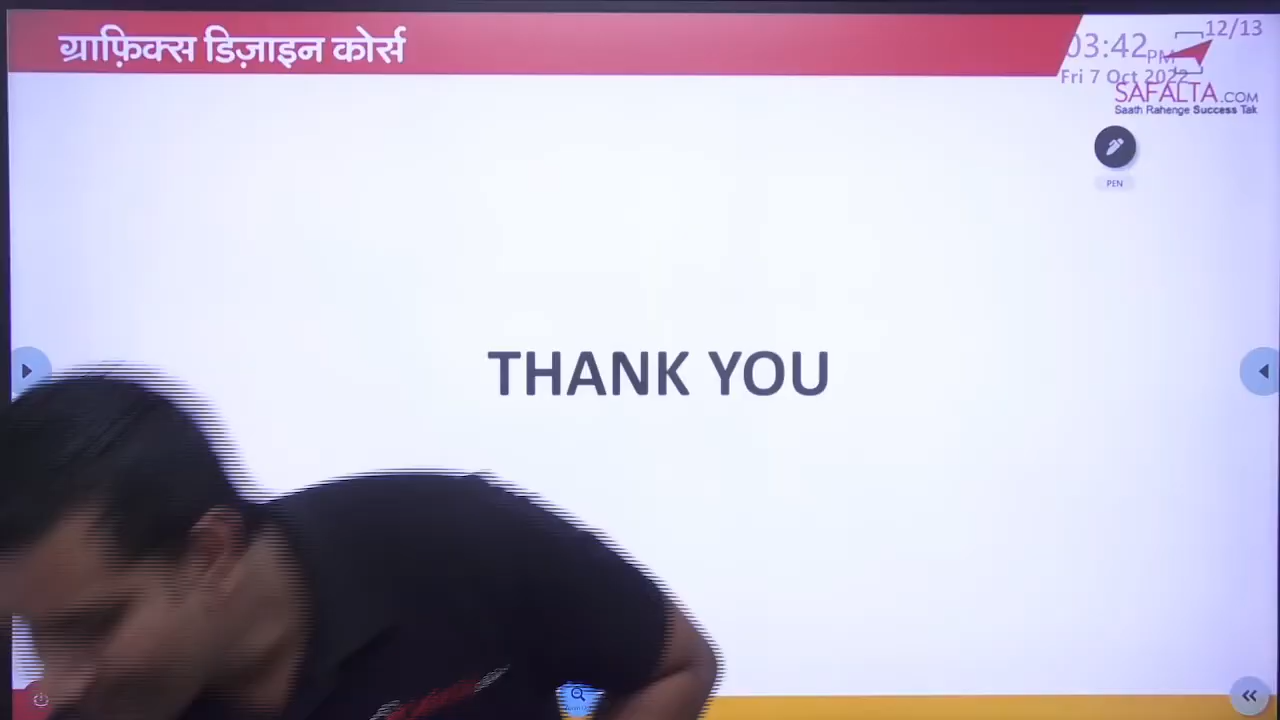 ग्राफ़िक्स डिज़ाइन कोर्स
12/13
03:42 PM
Fri 7 Oct 2022
SAFALTA.COM
Saath Rahenge Success Tak
PEN
THANK YOU